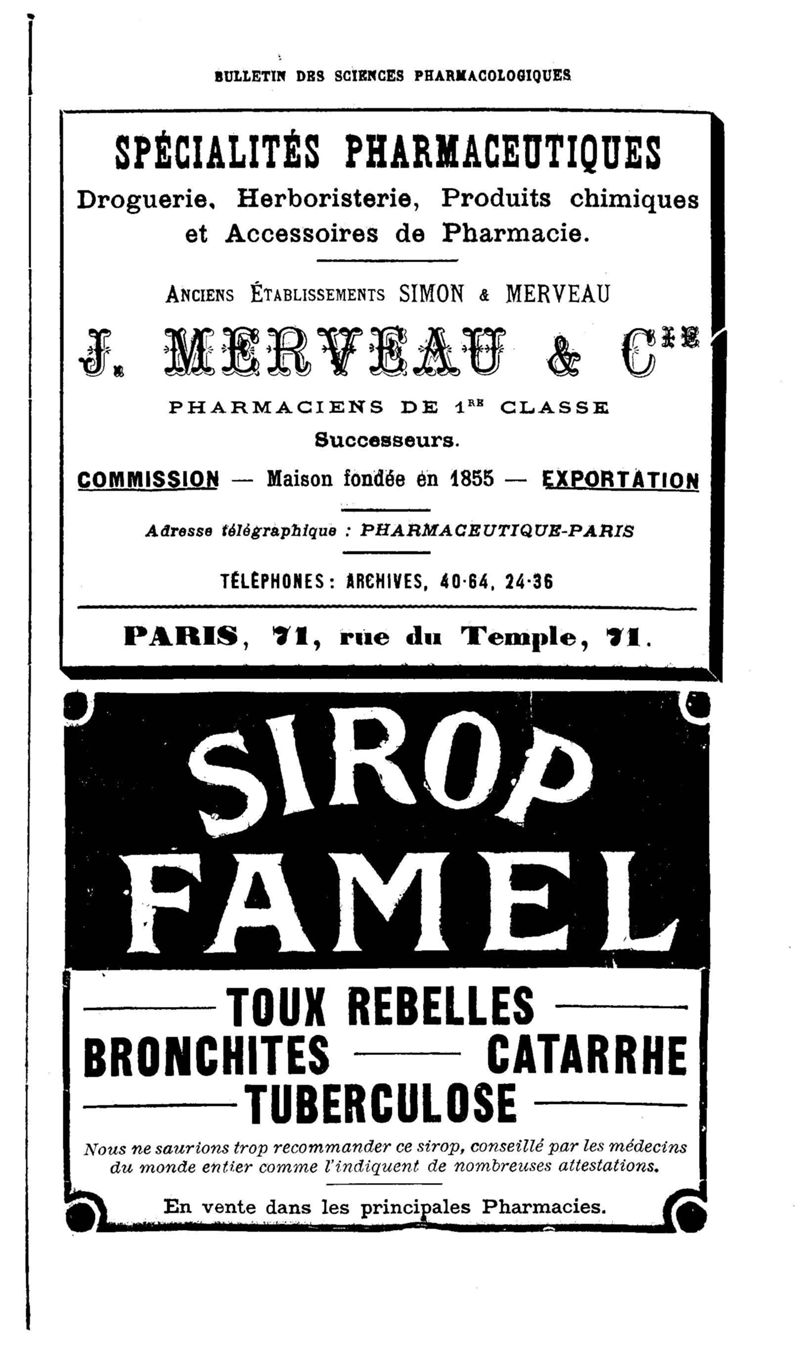 BULLETIN DES SCIENCES PHARMACOLOGIQUES
SPÉCIALITÉS PHARMACEUTIQUES
Droguerie, Herboristerie, Produits chimiques
et Accessoires de Pharmacie.
ANCIENS ÉTABLISSEMENTS SIMON & MERVEAU
J. MERVEAU & CIE
PHARMACIENS DE 1RE CLASSE
Successeurs.
COMMISSION — Maison fondée en 1855 — EXPORTATION
Adresse télégraphique : PHARMACEUTIQUE-PARIS
TÉLÉPHONES : ARCHIVES, 40-64, 24-36
PARIS, 71, rue du Temple, 71.
SIROP
FAMEL
TOUX REBELLES
BRONCHITES — CATARRHE
TUBERCULOSE
Nous ne saurions trop recommander ce sirop, conseillé par les médecins
du monde entier comme l'indiquent de nombreuses attestations.
En vente dans les principales Pharmacies.